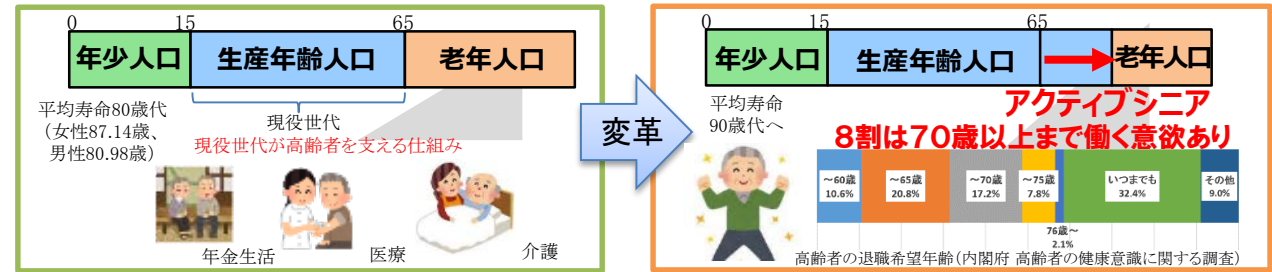 0 15 65
年少人口 生産年齢人口 老年人口
平均寿命80歳代
(女性87.14歳、
男性80.98歳)
現役世代
現役世代が高齢者を支える仕組み
年金生活
医療
介護
変革
0 15 65
年少人口 生産年齢人口 老年人口
平均寿命
90歳代へ
アクティブシニア
8割は70歳以上まで働く意欲あり
～60歳
10.6%
～65歳
20.8%
～70歳
17.2%
～75歳
7.8%
いつまでも
32.4%
その他
9.0%
76歳～
2.1%
高齢者の退職希望年齢(内閣府 高齢者の健康意識に関する調査)